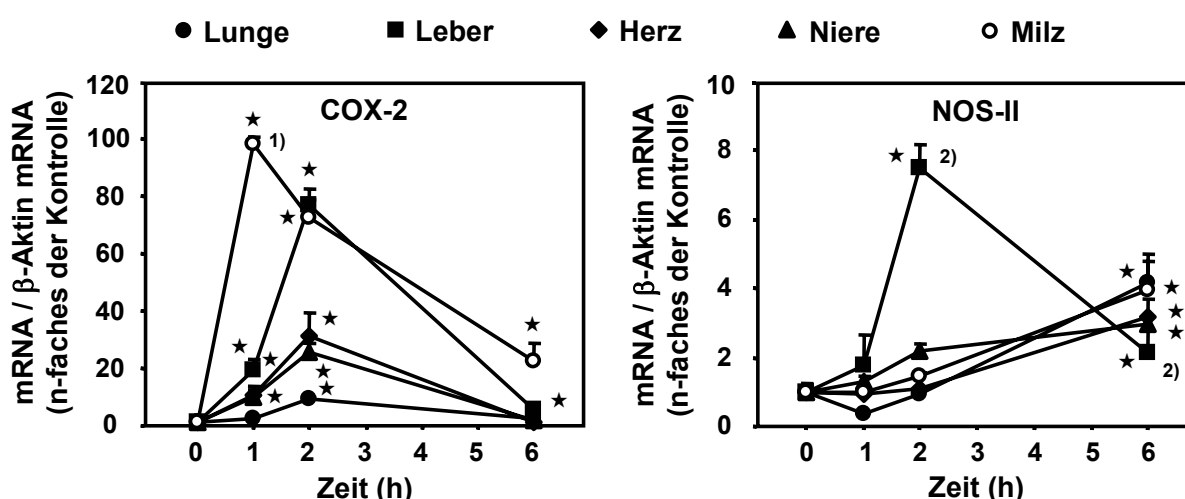 Lunge Leber Herz Niere Milz
COX-2
mRNA / β-Aktin mRNA
(n-faches der Kontrolle)
120
100
80
60
40
20
0
1)
0 1 2 3 4 5 6
Zeit (h)
NOS-II
mRNA / β-Aktin mRNA
(n-faches der Kontrolle)
10
8
6
4
2
0
2)
2)
0 1 2 3 4 5 6
Zeit (h)